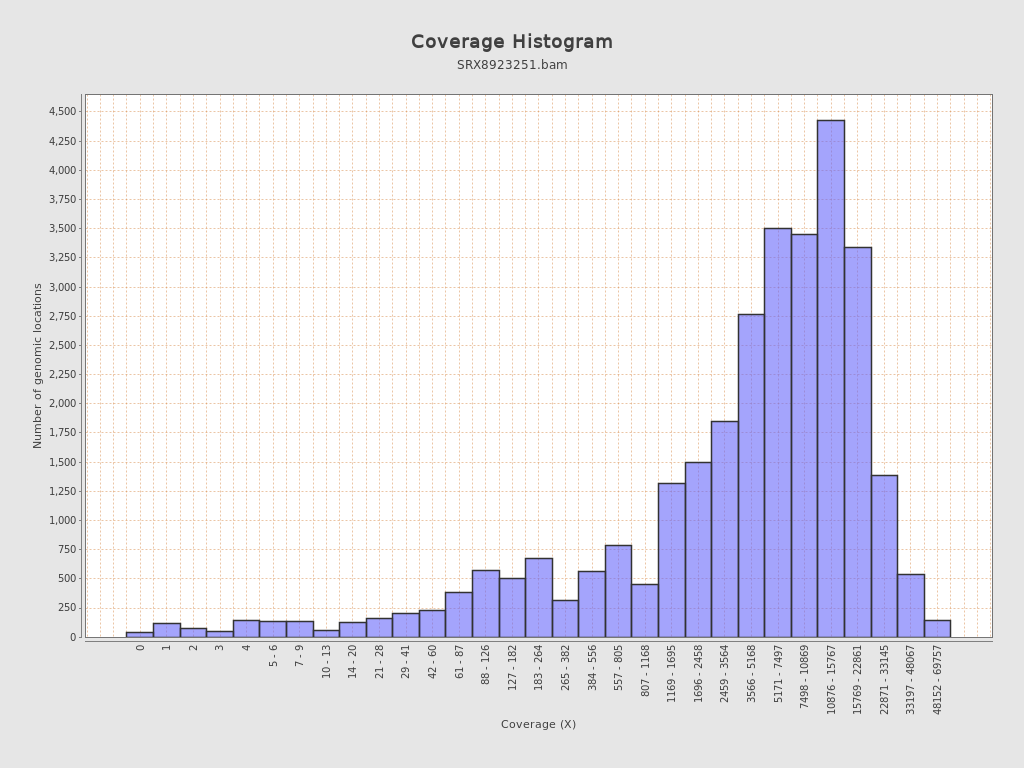 Coverage Histogram
SRX8923251.bam
Number of genomic locations
4,500
4,250
4,000
3,750
3,500
3,250
3,000
2,750
2,500
2,250
2,000
1,750
1,500
1,250
1,000
750
500
250
0
0
1
2
3
4
5 - 6
7 - 9
10 - 13
14 - 20
21 - 28
29 - 41
42 - 60
61 - 87
88 - 126
127 - 182
183 - 264
265 - 382
384 - 556
557 - 805
807 - 1168
1169 - 1695
1696 - 2458
2459 - 3564
3566 - 5168
5171 - 7497
7498 - 10869
10876 - 15767
15769 - 22861
22871 - 33145
33197 - 48067
48152 - 69757
Coverage (X)